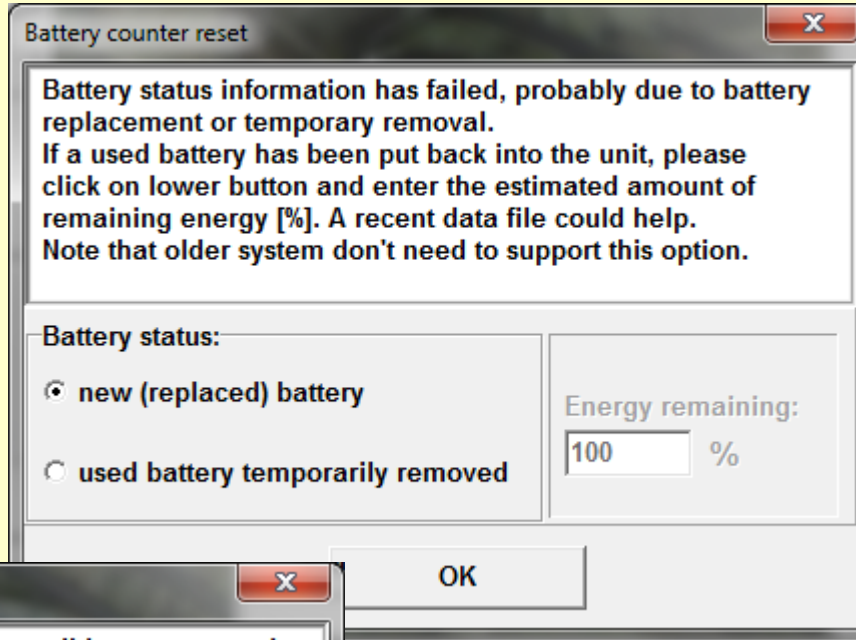 Battery counter reset
Battery status information has failed, probably due to battery
replacement or temporary removal.
If a used battery has been put back into the unit, please
click on lower button and enter the estimated amount of
remaining energy [%]. A recent data file could help.
Note that older system don't need to support this option.
Battery status:
new (replaced) battery
used battery temporarily removed
Energy remaining:
100 %
OK